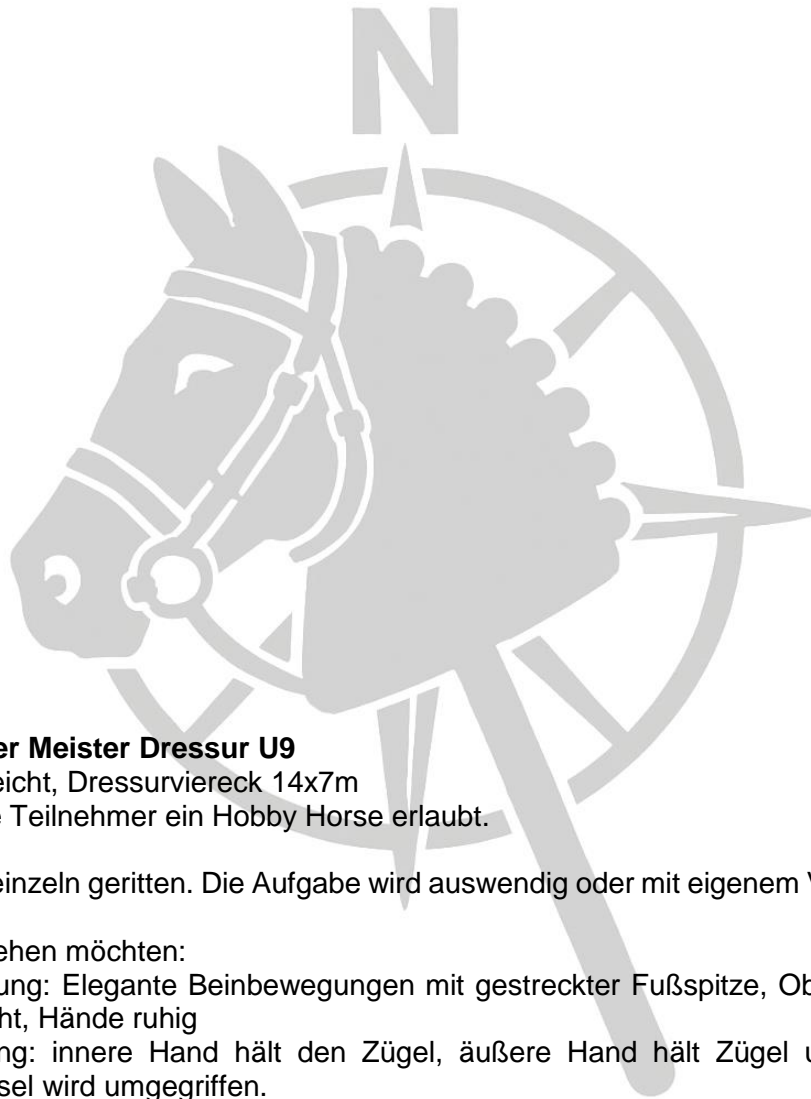 N
er Meister Dressur U9
eicht, Dressurviereck 14x7m
e Teilnehmer ein Hobby Horse erlaubt.
einzeln geritten. Die Aufgabe wird auswendig oder mit eigenem V
ehen möchten:
ung: Elegante Beinbewegungen mit gestreckter Fußspitze, Ob
ht, Hände ruhig
ng: innere Hand hält den Zügel, äußere Hand hält Zügel u
sel wird umgegriffen.